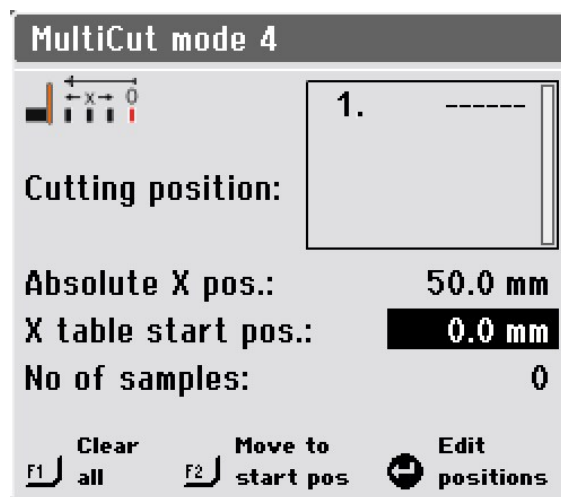 MultiCut mode 4
x 0
1. ------
Cutting position:
Absolute X pos.: 50.0 mm
X table start pos.: 0.0 mm
No of samples: 0
F1 Clear all F2 Move to start pos Edit positions